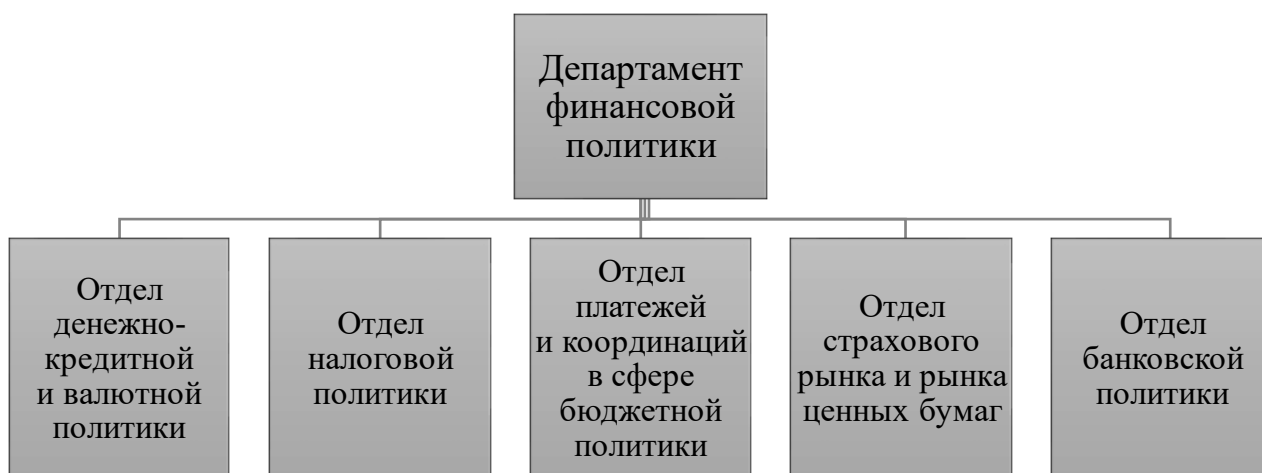 Департамент
финансовой
политики
Отдел
денежно-
кредитной
и валютной
политики
Отдел
налоговой
политики
Отдел
платежей
и координаций
в сфере
бюджетной
политики
Отдел
страхового
рынка и рынка
ценных бумаг
Отдел
банковской
политики